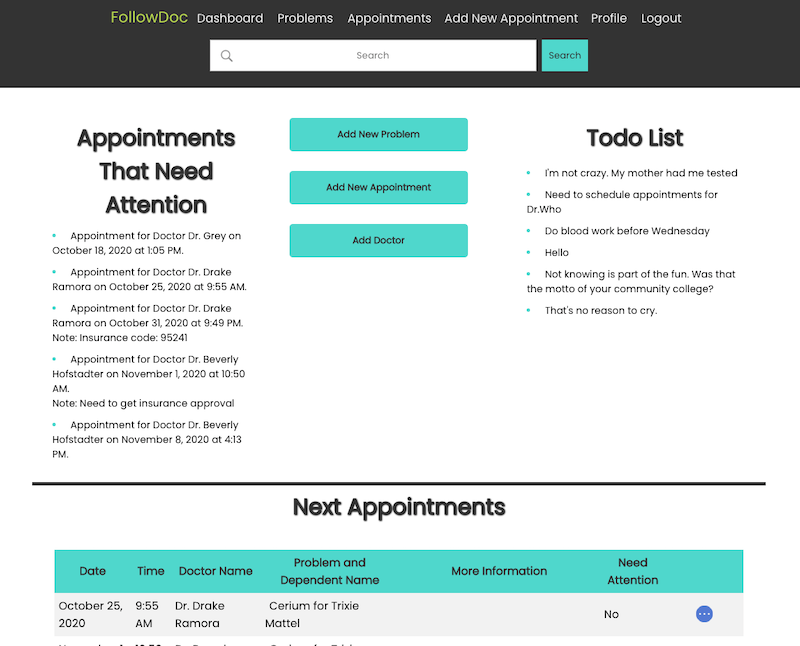 FollowDoc Dashboard Problems Appointments Add New Appointment Profile Logout
Search Search
Appointments
That Need
Attention
Appointment for Doctor Dr. Grey on
October 18, 2020 at 1:05 PM.
Appointment for Doctor Dr. Drake
Ramora on October 25, 2020 at 9:55 AM.
Appointment for Doctor Dr. Drake
Ramora on October 31, 2020 at 9:49 PM.
Note: Insurance code: 95241
Appointment for Doctor Dr. Beverly
Hofstadter on November 1, 2020 at 10:50
AM.
Note: Need to get insurance approval
Appointment for Doctor Dr. Beverly
Hofstadter on November 8, 2020 at 4:13
PM.
Add New Problem
Add New Appointment
Add Doctor
Todo List
I'm not crazy. My mother had me tested
Need to schedule appointments for
Dr.Who
Do blood work before Wednesday
Hello
Not knowing is part of the fun. Was that
the motto of your community college?
That's no reason to cry.
Next Appointments
Date Time Doctor Name Problem and
Dependent Name More Information Need
Attention
October 25,
2020
9:55
AM
Dr. Drake
Ramora
Cerium for Trixie
Mattel
No